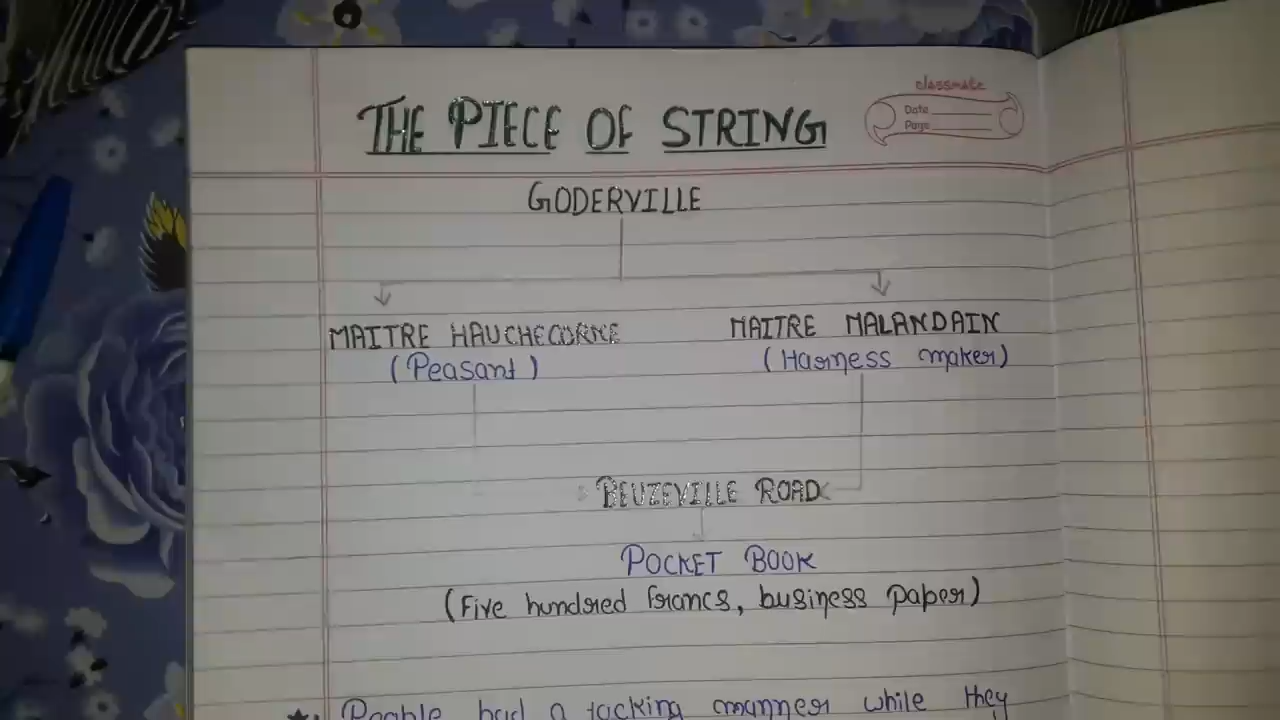 classmate
Date
Page
THE PIECE OF STRING
GODERVILLE
MAITRE HAUCHECORNE
MAITRE MALANDAIN
(Peasant)
(Harness maker)
BEUZEVILLE ROAD
POCKET BOOK
(Five hundred francs, business paper)
People had a jacking manner while they